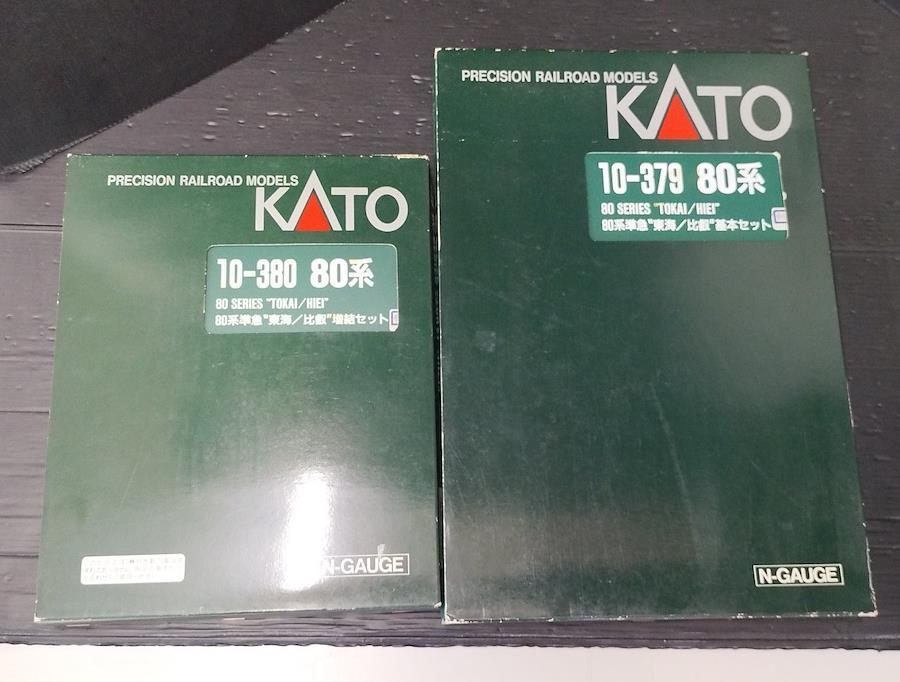 PRECISION RAILROAD MODELS
KATO
10-380 80系
80 SERIES "TOKAI/HIEI"
80系準急"東海/比叡"増結セット
N-GAUGE
PRECISION RAILROAD MODELS
KATO
10-379 80系
80 SERIES "TOKAI/HIEI"
80系準急"東海/比叡"基本セット
N-GAUGE